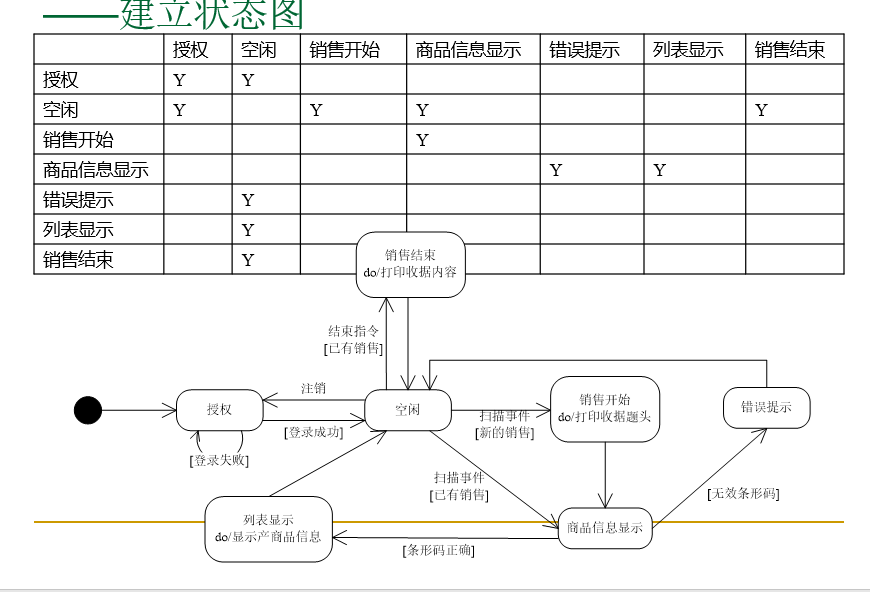 ——建立状态图
授权 空闲 销售开始 商品信息显示 错误提示 列表显示 销售结束
授权 Y Y
空闲 Y Y Y Y
销售开始 Y
商品信息显示 Y Y
错误提示 Y
列表显示 Y
销售结束 Y
销售结束
do/打印收据内容
结束指令
[已有销售]
注销
授权
空闲
[登录成功]
[登录失败]
扫描事件
[新的销售]
销售开始
do/打印收据题头
错误提示
扫描事件
[已有销售]
[无效条形码]
列表显示
do/显示产商品信息
商品信息显示
[条形码正确]